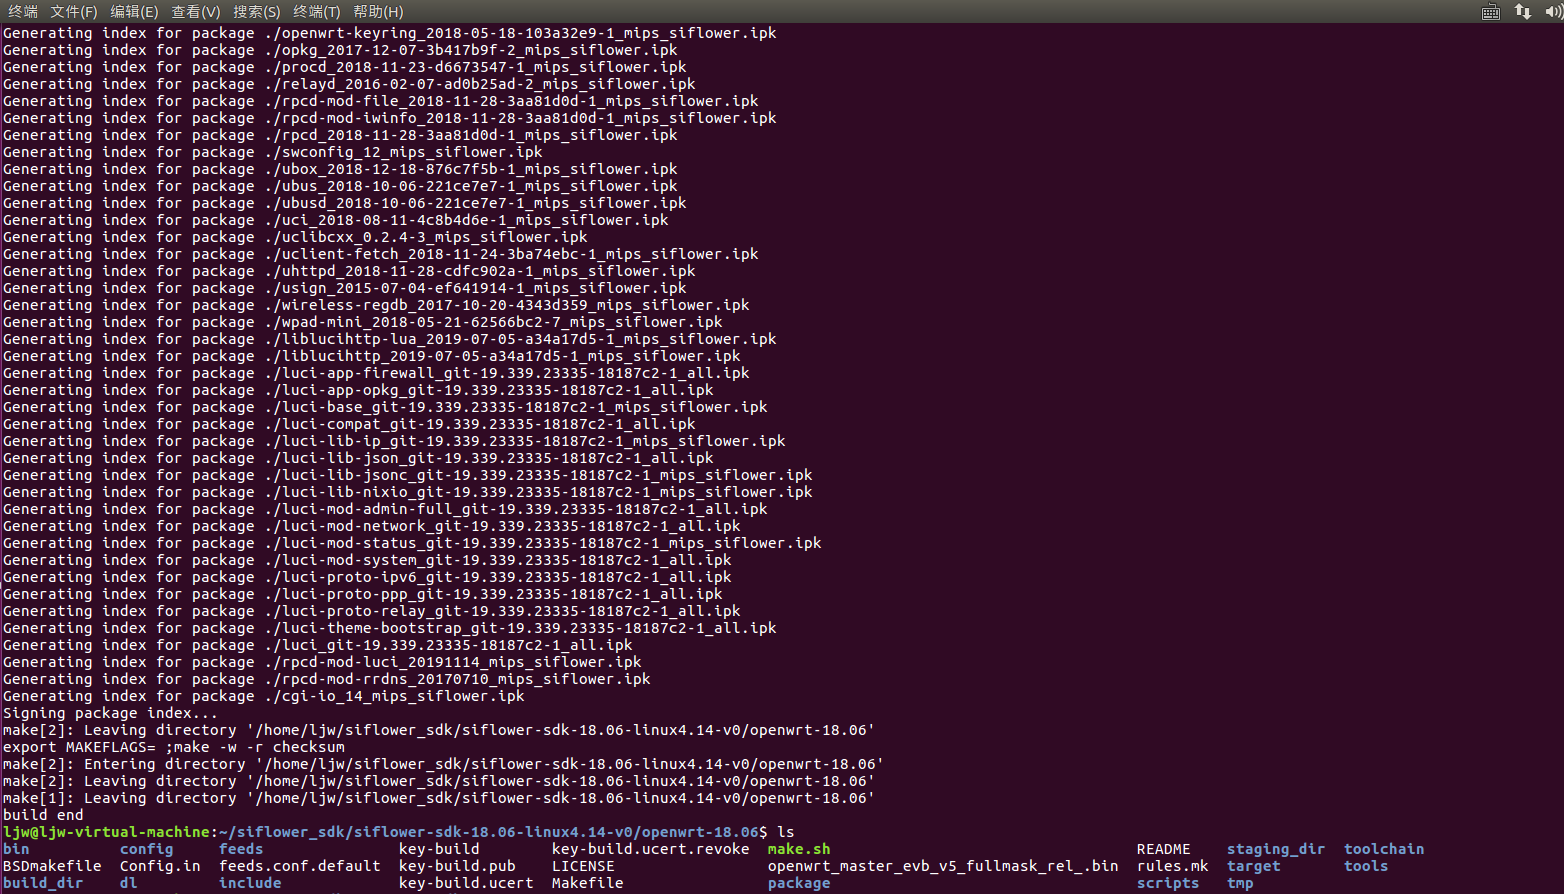 终端 文件(F) 编辑(E) 查看(V) 搜索(S) 终端(T) 帮助(H)
Generating index for package ./openwrt-keyring_2018-05-18-103a32e9-1_mips_siflower.ipk
Generating index for package ./opkg_2017-12-07-3b417b9f-2_mips_siflower.ipk
Generating index for package ./procd_2018-11-23-d6673547-1_mips_siflower.ipk
Generating index for package ./relayd_2016-02-07-ad0b25ad-2_mips_siflower.ipk
Generating index for package ./rpcd-mod-file_2018-11-28-3aa81d0d-1_mips_siflower.ipk
Generating index for package ./rpcd-mod-iwinfo_2018-11-28-3aa81d0d-1_mips_siflower.ipk
Generating index for package ./rpcd_2018-11-28-3aa81d0d-1_mips_siflower.ipk
Generating index for package ./swconfig_12_mips_siflower.ipk
Generating index for package ./ubox_2018-12-18-876c7f5b-1_mips_siflower.ipk
Generating index for package ./ubus_2018-10-06-221ce7e7-1_mips_siflower.ipk
Generating index for package ./ubusd_2018-10-06-221ce7e7-1_mips_siflower.ipk
Generating index for package ./uci_2018-08-11-4c8b4d6e-1_mips_siflower.ipk
Generating index for package ./uclibcxx_0.2.4-3_mips_siflower.ipk
Generating index for package ./uclient-fetch_2018-11-24-3ba74ebc-1_mips_siflower.ipk
Generating index for package ./uhttpd_2018-11-28-cdfc902a-1_mips_siflower.ipk
Generating index for package ./usign_2015-07-04-ef641914-1_mips_siflower.ipk
Generating index for package ./wireless-regdb_2017-10-20-4343d359_mips_siflower.ipk
Generating index for package ./wpad-mini_2018-05-21-62566bc2-7_mips_siflower.ipk
Generating index for package ./liblucihttp-lua_2019-07-05-a34a17d5-1_mips_siflower.ipk
Generating index for package ./liblucihttp_2019-07-05-a34a17d5-1_mips_siflower.ipk
Generating index for package ./luci-app-firewall_git-19.339.23335-18187c2-1_all.ipk
Generating index for package ./luci-app-opkg_git-19.339.23335-18187c2-1_all.ipk
Generating index for package ./luci-base_git-19.339.23335-18187c2-1_mips_siflower.ipk
Generating index for package ./luci-compat_git-19.339.23335-18187c2-1_all.ipk
Generating index for package ./luci-lib-ip_git-19.339.23335-18187c2-1_mips_siflower.ipk
Generating index for package ./luci-lib-json_git-19.339.23335-18187c2-1_all.ipk
Generating index for package ./luci-lib-jsonc_git-19.339.23335-18187c2-1_mips_siflower.ipk
Generating index for package ./luci-lib-nixio_git-19.339.23335-18187c2-1_mips_siflower.ipk
Generating index for package ./luci-mod-admin-full_git-19.339.23335-18187c2-1_all.ipk
Generating index for package ./luci-mod-network_git-19.339.23335-18187c2-1_all.ipk
Generating index for package ./luci-mod-status_git-19.339.23335-18187c2-1_mips_siflower.ipk
Generating index for package ./luci-mod-system_git-19.339.23335-18187c2-1_all.ipk
Generating index for package ./luci-proto-ipv6_git-19.339.23335-18187c2-1_all.ipk
Generating index for package ./luci-proto-ppp_git-19.339.23335-18187c2-1_all.ipk
Generating index for package ./luci-proto-relay_git-19.339.23335-18187c2-1_all.ipk
Generating index for package ./luci-theme-bootstrap_git-19.339.23335-18187c2-1_all.ipk
Generating index for package ./luci_git-19.339.23335-18187c2-1_all.ipk
Generating index for package ./rpcd-mod-luci_20191114_mips_siflower.ipk
Generating index for package ./rpcd-mod-rrdns_20170710_mips_siflower.ipk
Generating index for package ./cgi-io_14_mips_siflower.ipk
Signing package index...
make[2]: Leaving directory '/home/ljw/siflower_sdk/siflower-sdk-18.06-linux4.14-v0/openwrt-18.06'
export MAKEFLAGS= ;make -w -r checksum
make[2]: Entering directory '/home/ljw/siflower_sdk/siflower-sdk-18.06-linux4.14-v0/openwrt-18.06'
make[2]: Leaving directory '/home/ljw/siflower_sdk/siflower-sdk-18.06-linux4.14-v0/openwrt-18.06'
make[1]: Leaving directory '/home/ljw/siflower_sdk/siflower-sdk-18.06-linux4.14-v0/openwrt-18.06'
build end
ljw@ljw-virtual-machine:~/siflower_sdk/siflower-sdk-18.06-linux4.14-v0/openwrt-18.06$ ls
bin config feeds key-build key-build.ucert.revoke make.sh README staging_dir toolchain
BSDmakefile Config.in feeds.conf.default key-build.pub LICENSE openwrt_master_evb_v5_fullmask_rel_.bin rules.mk target tools
build_dir dl include key-build.ucert Makefile package scripts tmp